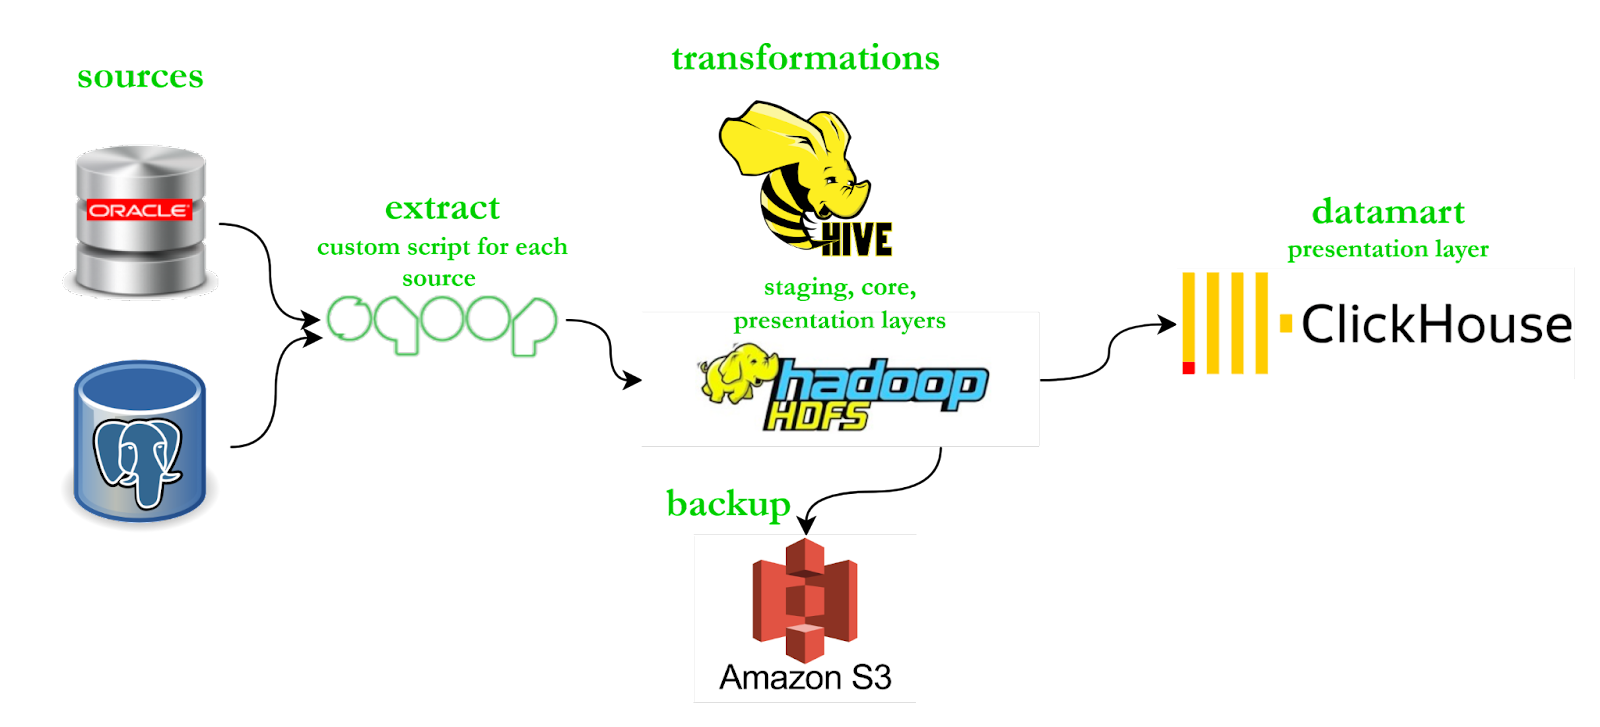 sources
ORACLE
extract
custom script for each
source
sqoop
transformations
HIVE
staging, core,
presentation layers
hadoop
HDFS
backup
Amazon S3
datamart
presentation layer
ClickHouse